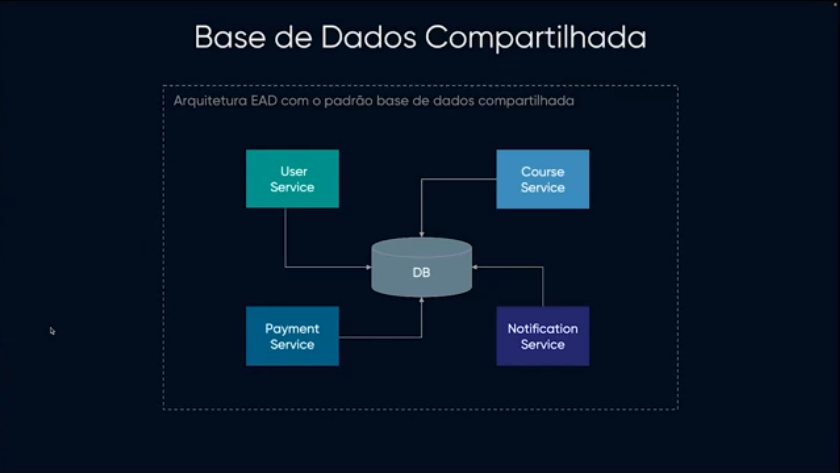 Base de Dados Compartilhada
Arquitetura EAD com o padrão base de dados compartilhada
User
Service
Course
Service
DB
Payment
Service
Notification
Service